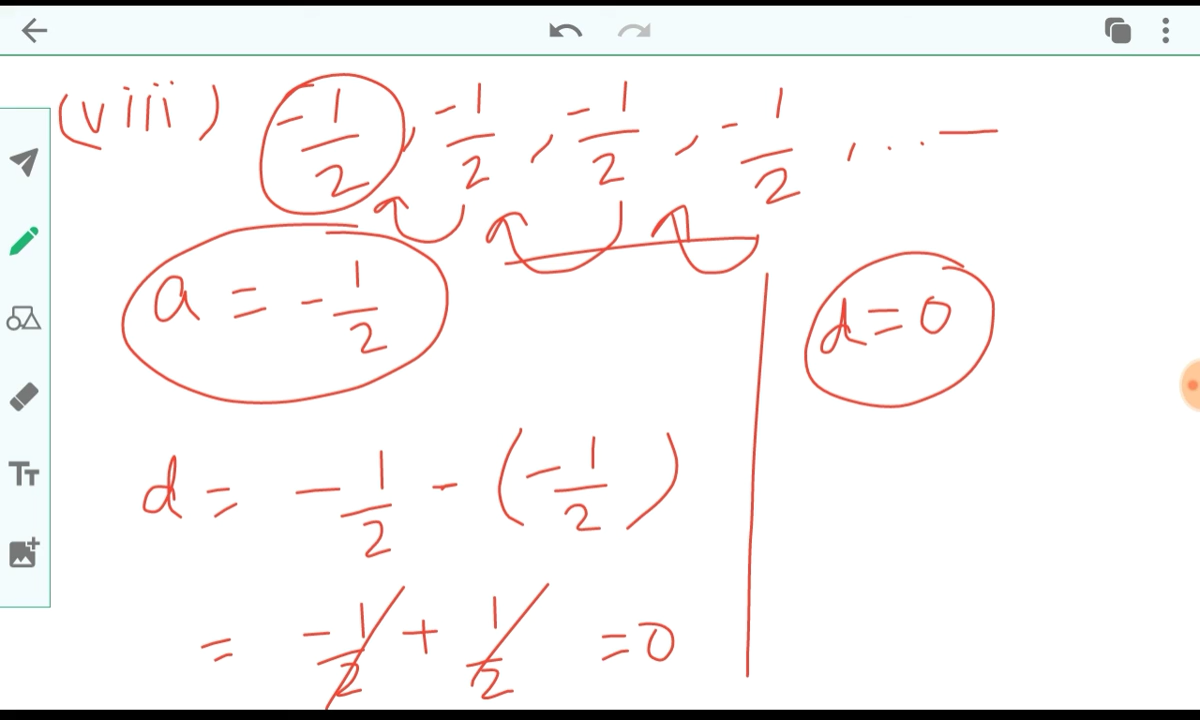 (viii) -1/2, -1/2, -1/2, -1/2, ...—
a = -1/2
d = 0
d = -1/2 - (-1/2)
= -1/2 + 1/2 = 0
TT